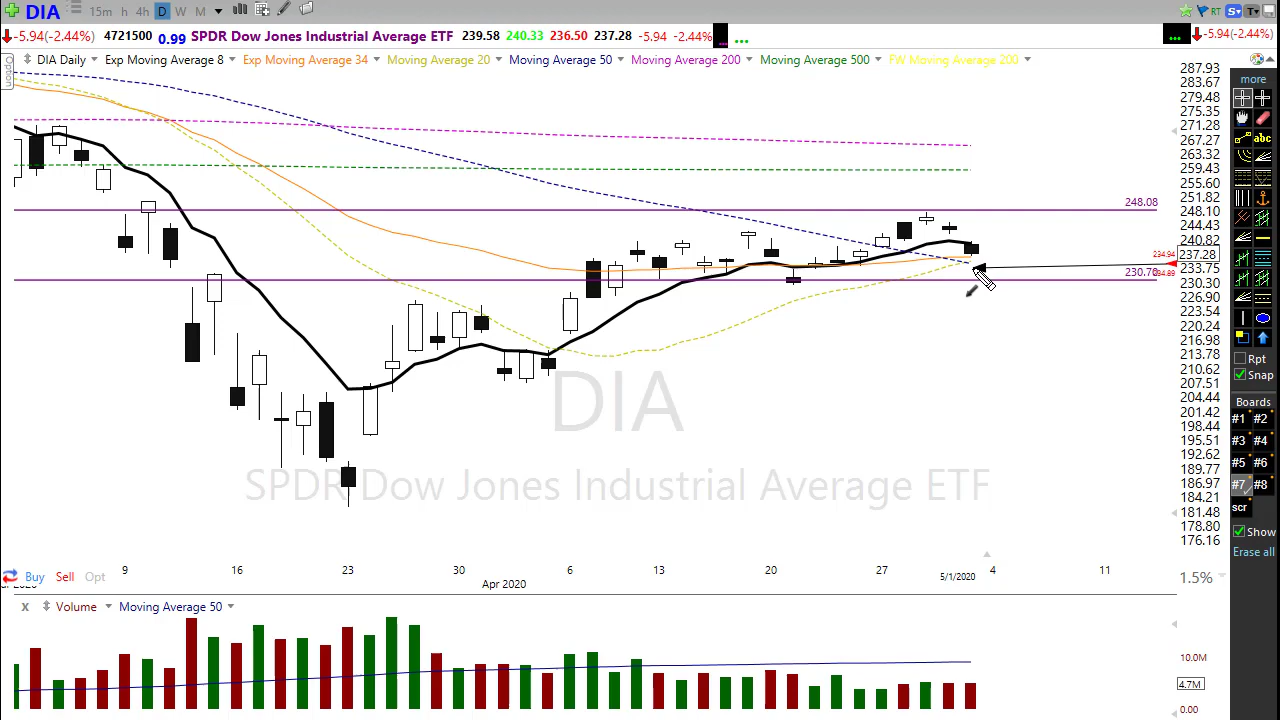 DIA 15m h 4h D W M RT S T
-5.94(-2.44%) 4721500 0.99 SPDR Dow Jones Industrial Average ETF 239.58 240.33 236.50 237.28 -5.94 -2.44% ... ... -5.94(-2.44%)
Option
DIA Daily Exp Moving Average 8 Exp Moving Average 34 Moving Average 20 Moving Average 50 Moving Average 200 Moving Average 500 FW Moving Average 200
287.93
283.67
279.48
275.35
271.28
267.27
263.32
259.43
255.60
251.82
248.08
248.10
244.43
240.82
234.94
237.28
233.75
230.70
230.30
226.90
223.54
220.24
216.98
213.78
210.62
207.51
204.44
201.42
198.44
195.51
192.62
189.77
186.97
184.21
181.48
178.80
176.16
DIA
SPDR Dow Jones Industrial Average ETF
more
abc
Rpt
Snap
Boards
#1 #2
#3 #4
#5 #6
#7 #8
scr
Show
Erase all
9 16 23 30 6 13 20 27 4 11
Buy Sell Opt
Apr 2020 5/1/2020 1.5%
X Volume Moving Average 50
10.0M
4.7M
0.00